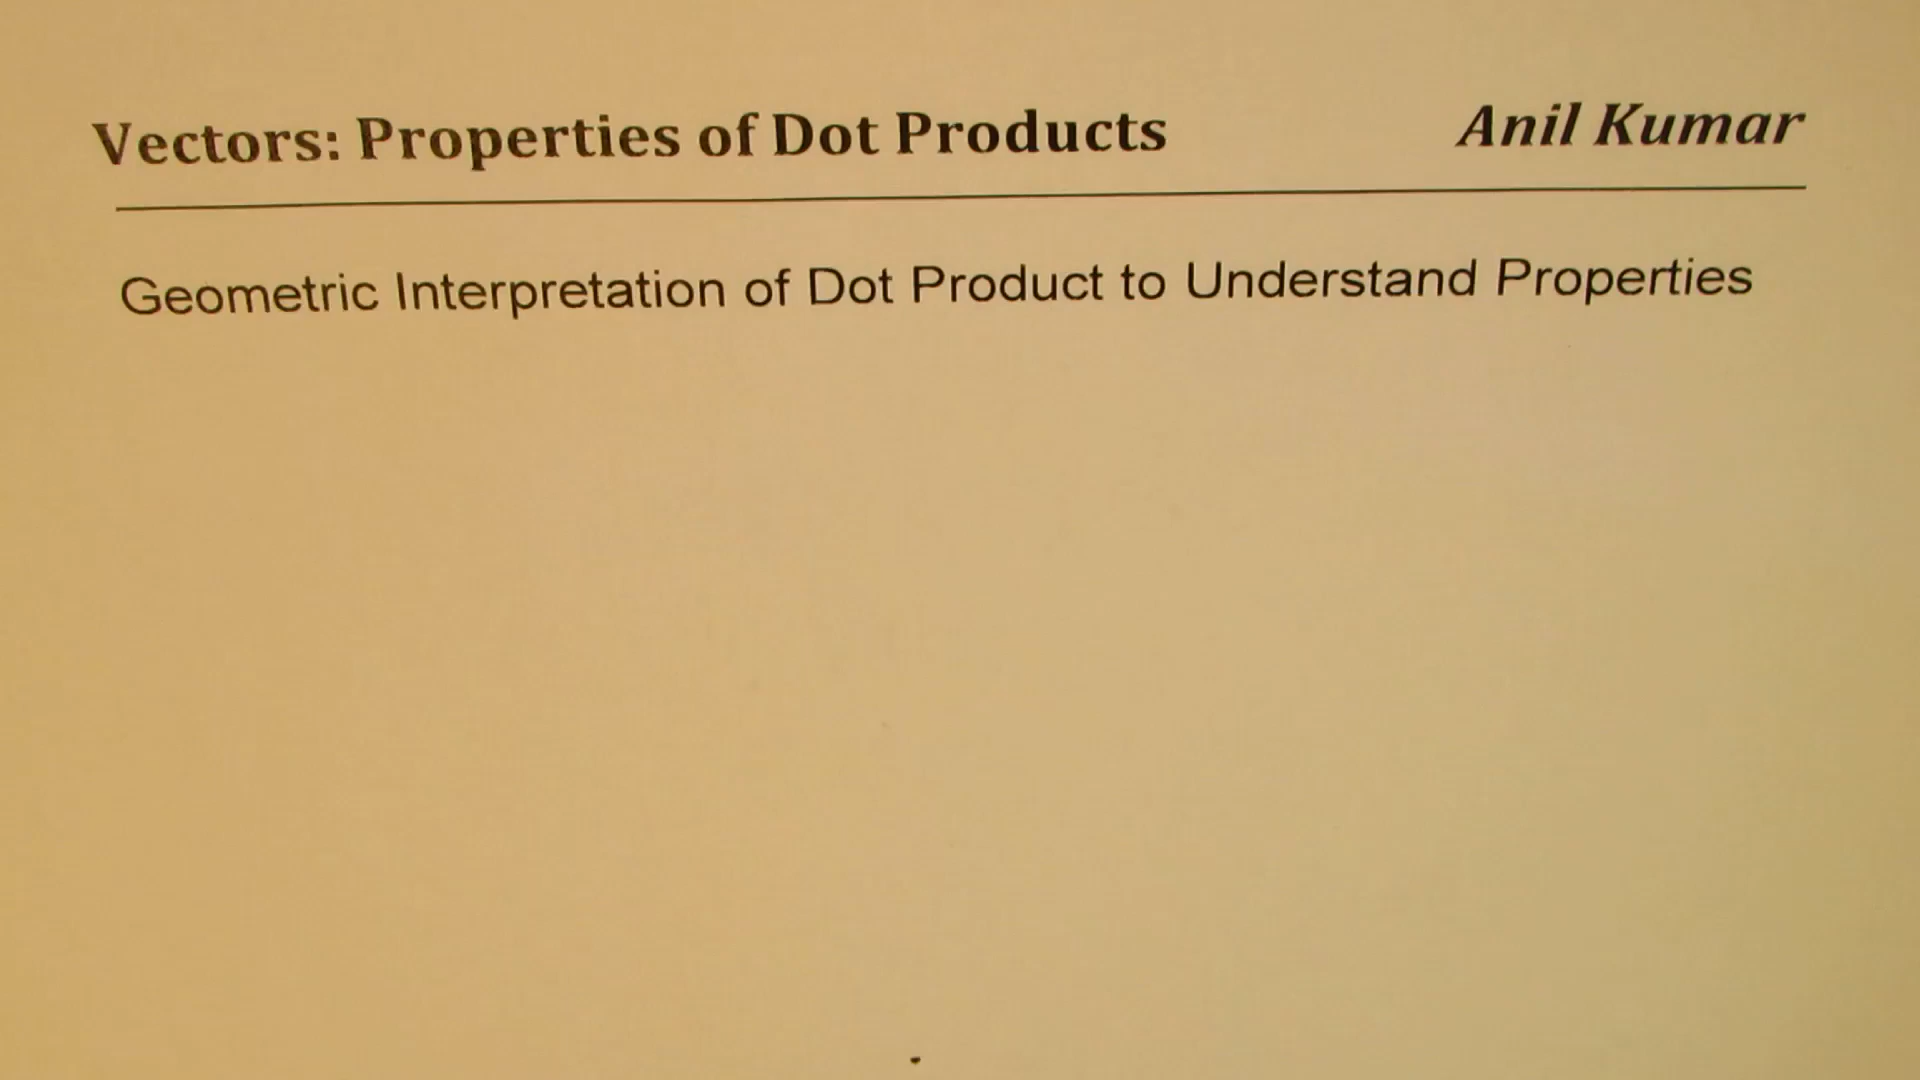 Vectors: Properties of Dot Products Anil Kumar
Geometric Interpretation of Dot Product to Understand Properties